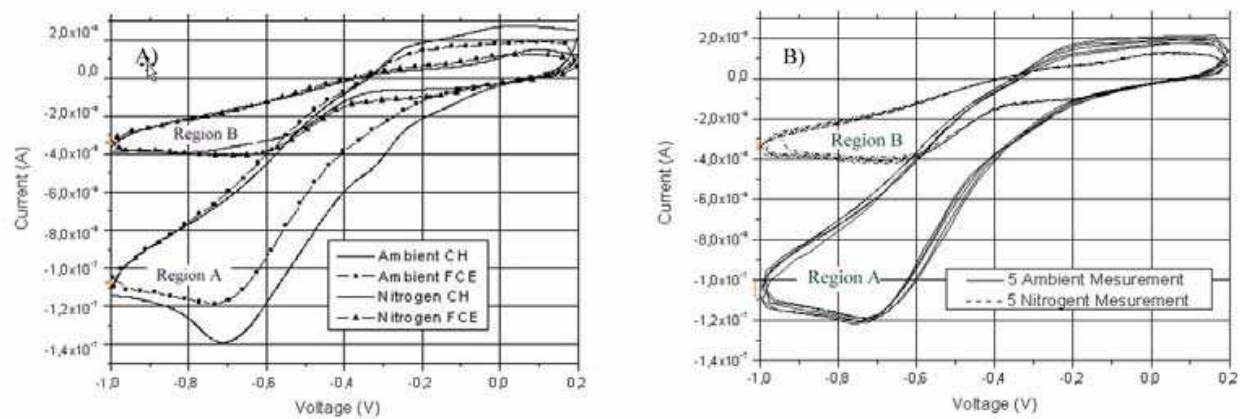 A)
2,0x10⁻⁸
0,0
-2,0x10⁻⁸
-4,0x10⁻⁸
-6,0x10⁻⁸
-8,0x10⁻⁸
-1,0x10⁻⁷
-1,2x10⁻⁷
-1,4x10⁻⁷
Current (A)
Region B
Region A
Ambient CH
Ambient FCE
Nitrogen CH
Nitrogen FCE
-1,0 -0,8 -0,6 -0,4 -0,2 0,0 0,2
Voltage (V)
B)
2,0x10⁻⁸
0,0
-2,0x10⁻⁸
-4,0x10⁻⁸
-6,0x10⁻⁸
-8,0x10⁻⁸
-1,0x10⁻⁷
-1,2x10⁻⁷
-1,4x10⁻⁷
Current (A)
Region B
Region A
5 Ambient Mesurement
5 Nitrogent Mesurement
-1,0 -0,8 -0,6 -0,4 -0,2 0,0 0,2
Voltage (V)